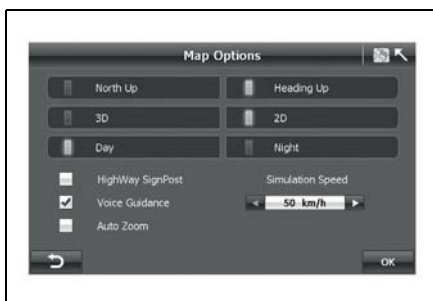 Map Options
North Up
Heading Up
3D
2D
Day
Night
HighWay SignPost
Simulation Speed
Voice Guidance
50 km/h
Auto Zoom
OK